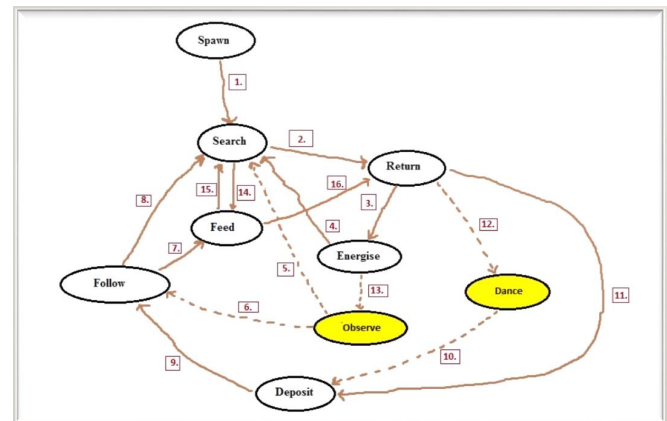 Spawn
1.
Search
2.
Return
8.
15.
14.
16.
3.
12.
Feed
4.
7.
Energise
Follow
5.
13.
Dance
11.
6.
Observe
10.
9.
Deposit